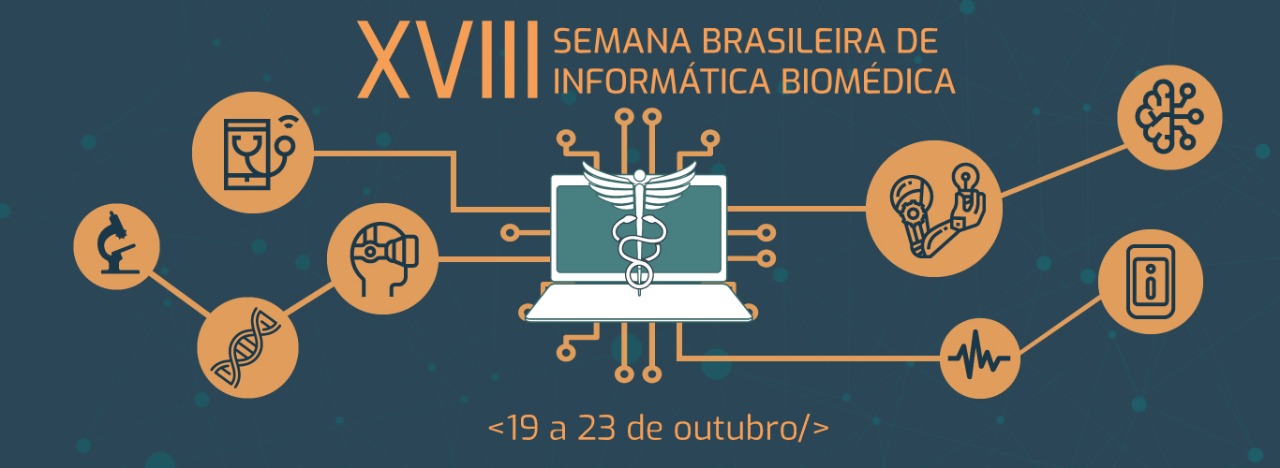 XVIII
SEMANA BRASILEIRA DE
INFORMÁTICA BIOMÉDICA
<19 a 23 de outubro/>